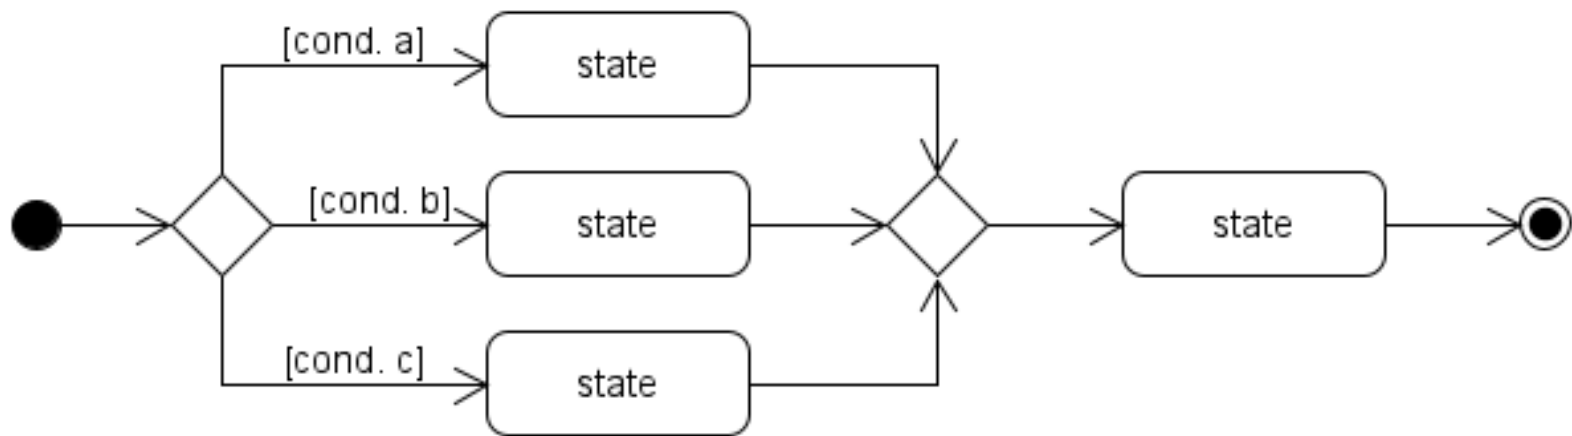 [cond. a]
state
[cond. b]
state
state
[cond. c]
state